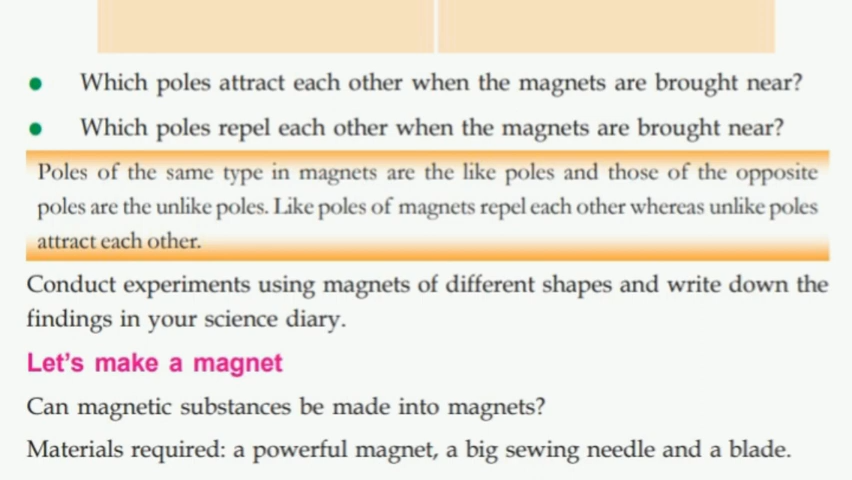 Which poles attract each other when the magnets are brought near?
Which poles repel each other when the magnets are brought near?
Poles of the same type in magnets are the like poles and those of the opposite
poles are the unlike poles. Like poles of magnets repel each other whereas unlike poles
attract each other.
Conduct experiments using magnets of different shapes and write down the
findings in your science diary.
Let's make a magnet
Can magnetic substances be made into magnets?
Materials required: a powerful magnet, a big sewing needle and a blade.